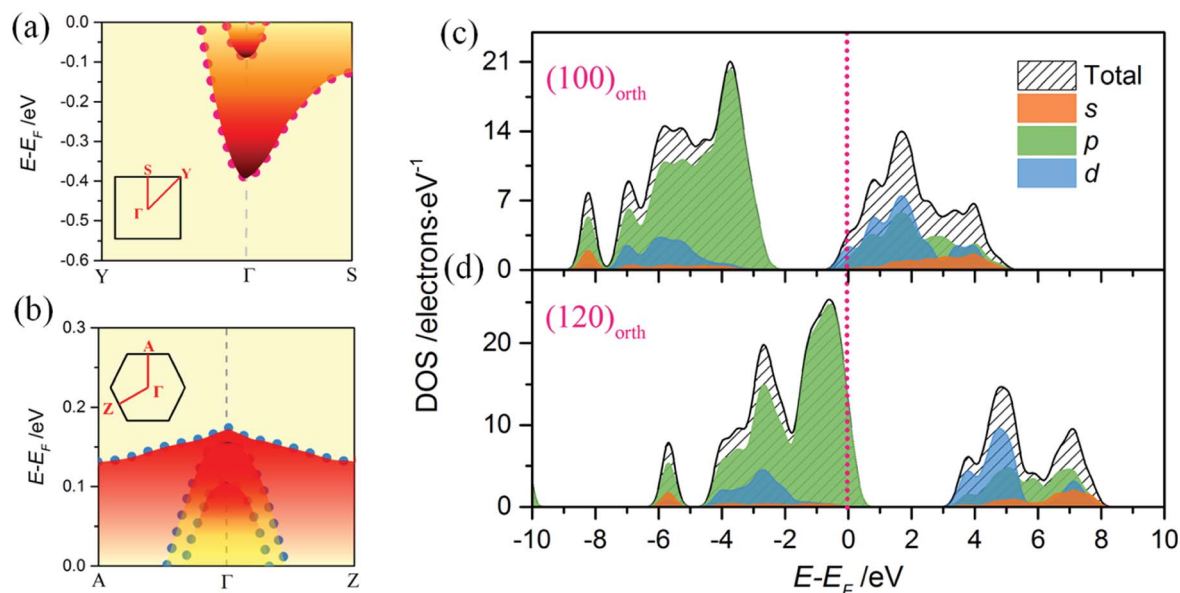 (a)
0.0
-0.1
-0.2
-0.3
-0.4
-0.5
-0.6
E-E_F /eV
S
Y
Γ
Y
Γ
S
(b)
0.3
0.2
0.1
0.0
E-E_F /eV
A
Γ
Z
A
Γ
Z
(c)
21
14
7
0
(100)orth
Total
s
p
d
DOS /electrons·eV⁻¹
(d)
20
10
0
(120)orth
-10
-8
-6
-4
-2
0
2
4
6
8
10
E-E_F /eV